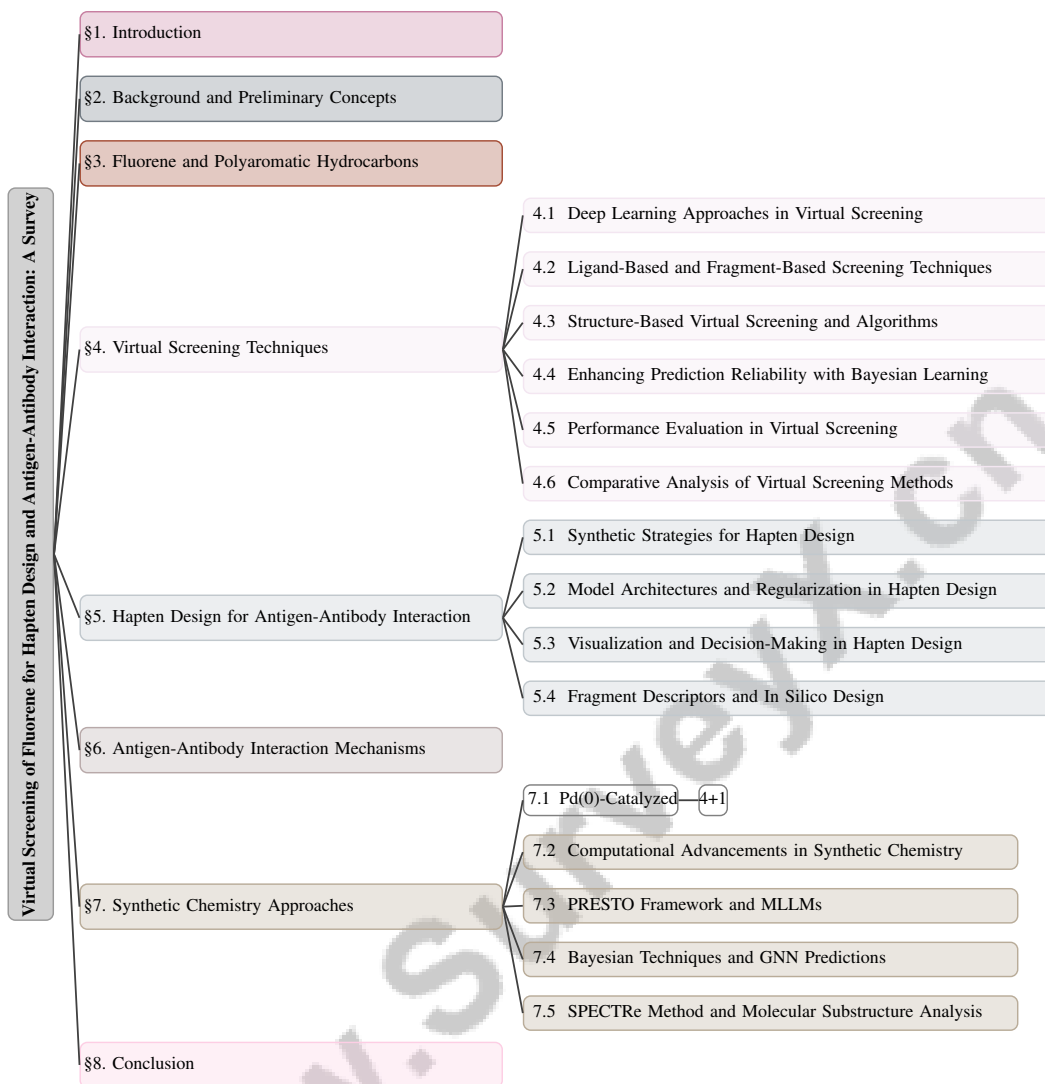 Virtual Screening of Fluorene for Hapten Design and Antigen-Antibody Interaction: A Survey
§1. Introduction
§2. Background and Preliminary Concepts
§3. Fluorene and Polyaromatic Hydrocarbons
§4. Virtual Screening Techniques
4.1 Deep Learning Approaches in Virtual Screening
4.2 Ligand-Based and Fragment-Based Screening Techniques
4.3 Structure-Based Virtual Screening and Algorithms
4.4 Enhancing Prediction Reliability with Bayesian Learning
4.5 Performance Evaluation in Virtual Screening
4.6 Comparative Analysis of Virtual Screening Methods
§5. Hapten Design for Antigen-Antibody Interaction
5.1 Synthetic Strategies for Hapten Design
5.2 Model Architectures and Regularization in Hapten Design
5.3 Visualization and Decision-Making in Hapten Design
5.4 Fragment Descriptors and In Silico Design
§6. Antigen-Antibody Interaction Mechanisms
§7. Synthetic Chemistry Approaches
7.1 Pd(0)-Catalyzed
4+1
7.2 Computational Advancements in Synthetic Chemistry
7.3 PRESTO Framework and MLLMs
7.4 Bayesian Techniques and GNN Predictions
7.5 SPECTRe Method and Molecular Substructure Analysis
§8. Conclusion
w.Surveyx.cn